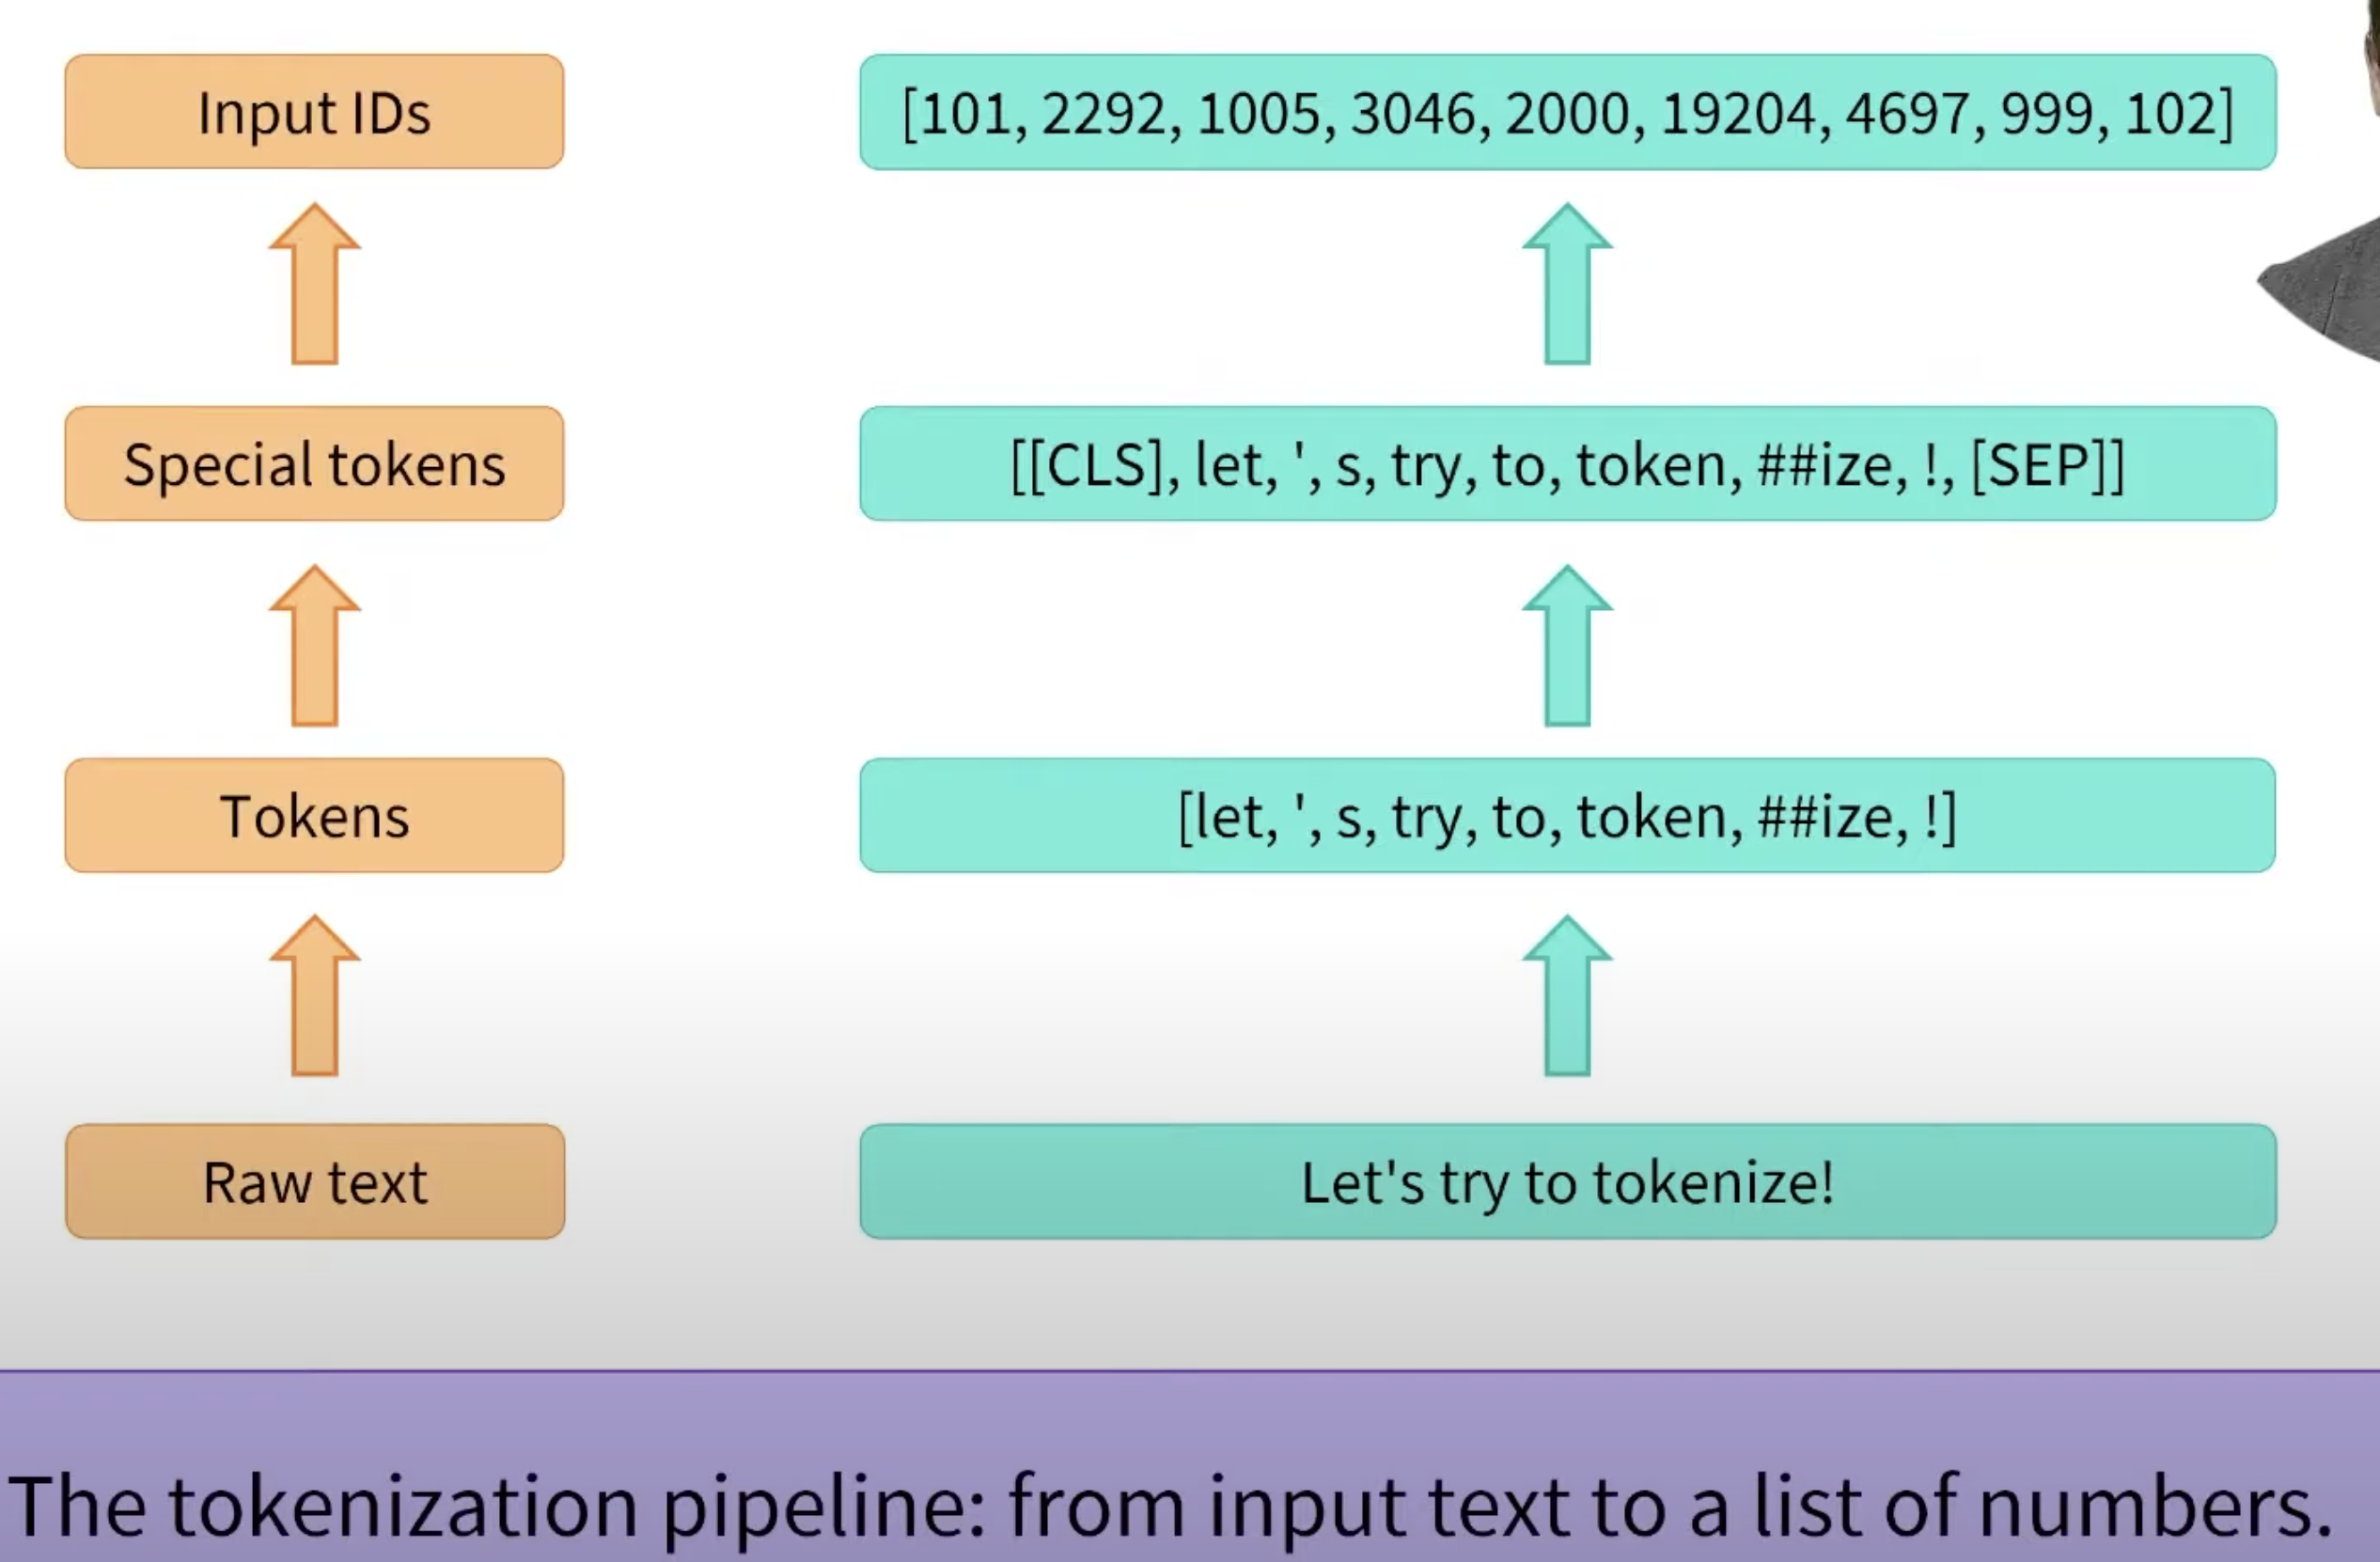 Input IDs
[101, 2292, 1005, 3046, 2000, 19204, 4697, 999, 102]
Special tokens
[[CLS], let, ', s, try, to, token, ##ize, !, [SEP]]
Tokens
[let, ', s, try, to, token, ##ize, !]
Raw text
Let's try to tokenize!
The tokenization pipeline: from input text to a list of numbers.